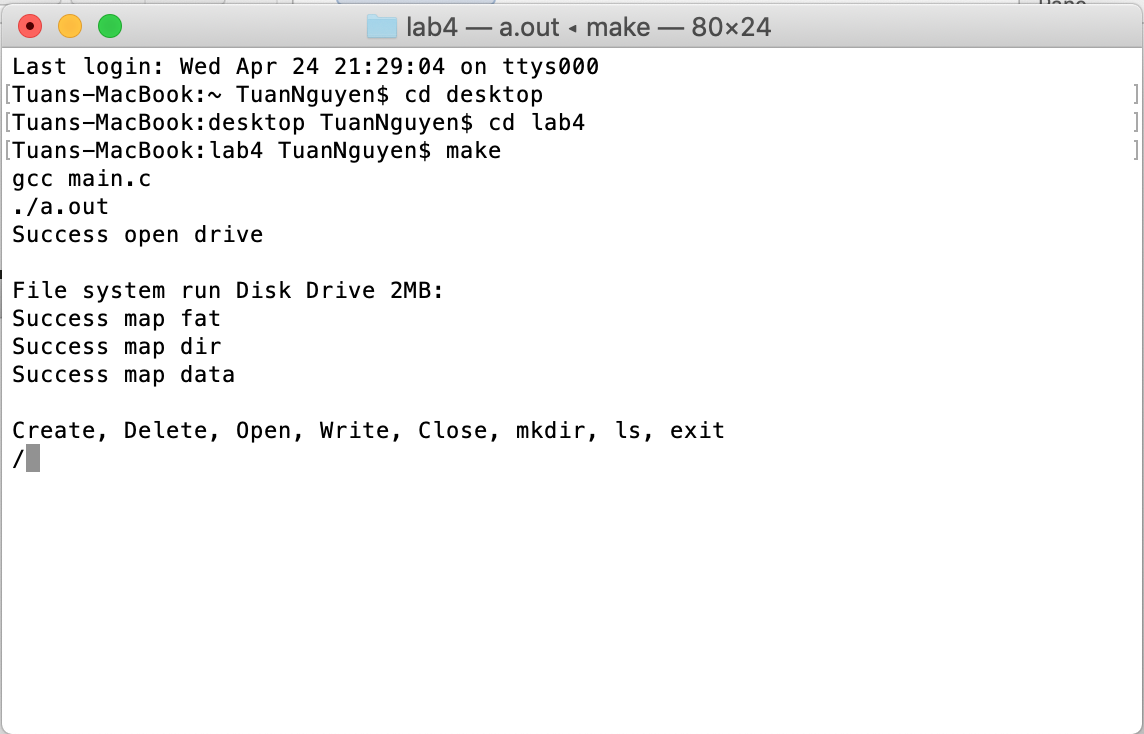 lab4 — a.out ◂ make — 80×24
Last login: Wed Apr 24 21:29:04 on ttys000
[Tuans-MacBook:~ TuanNguyen$ cd desktop ]
[Tuans-MacBook:desktop TuanNguyen$ cd lab4 ]
[Tuans-MacBook:lab4 TuanNguyen$ make ]
gcc main.c
./a.out
Success open drive
File system run Disk Drive 2MB:
Success map fat
Success map dir
Success map data
Create, Delete, Open, Write, Close, mkdir, ls, exit
/